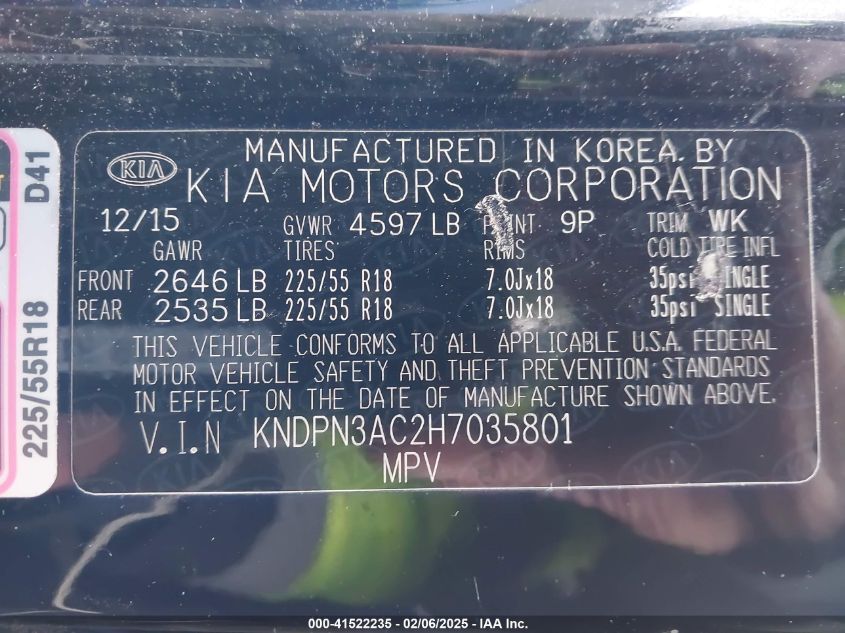 D41
225/55R18
KIA
MANUFACTURED IN KOREA. BY
KIA MOTORS CORPORATION
12/15 GVWR 4597 LB PAINT 9P TRIM WK
GAWR TIRES RIMS COLD TIRE INFL
FRONT 2646 LB 225/55 R18 7.0Jx18 35psi SINGLE
REAR 2535 LB 225/55 R18 7.0Jx18 35psi SINGLE
THIS VEHICLE CONFORMS TO ALL APPLICABLE U.S.A. FEDERAL
MOTOR VEHICLE SAFETY AND THEFT PREVENTION STANDARDS
IN EFFECT ON THE DATE OF MANUFACTURE SHOWN ABOVE.
V.I.N KNDPN3AC2H7035801
MPV
000-41522235 - 02/06/2025 - IAA Inc.